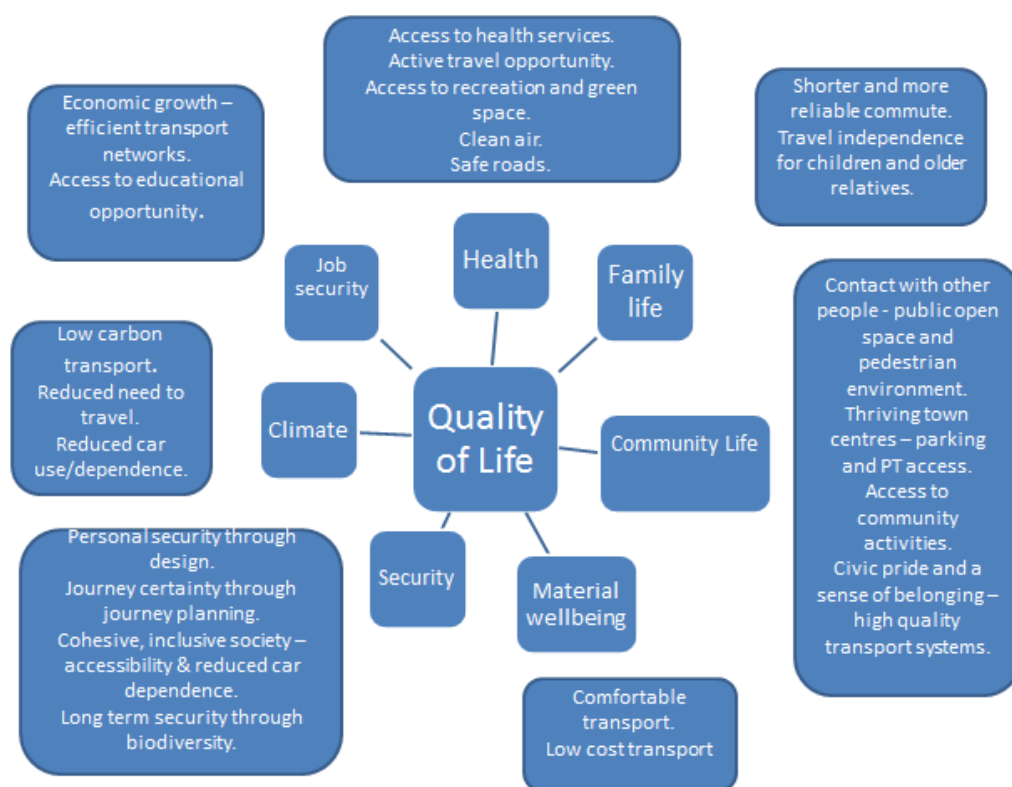 Access to health services.
Active travel opportunity.
Access to recreation and green
space.
Clean air.
Safe roads.
Economic growth –
efficient transport
networks.
Access to educational
opportunity.
Shorter and more
reliable commute.
Travel independence
for children and older
relatives.
Job
security
Health
Family
life
Contact with other
people - public open
space and
pedestrian
environment.
Thriving town
centres – parking
and PT access.
Access to
community
activities.
Civic pride and a
sense of belonging –
high quality
transport systems.
Low carbon
transport.
Reduced need to
travel.
Reduced car
use/dependence.
Climate
Quality
of Life
Community Life
Personal security through
design.
Journey certainty through
journey planning.
Cohesive, inclusive society –
accessibility & reduced car
dependence.
Long term security through
biodiversity.
Security
Material
wellbeing
Comfortable
transport.
Low cost transport